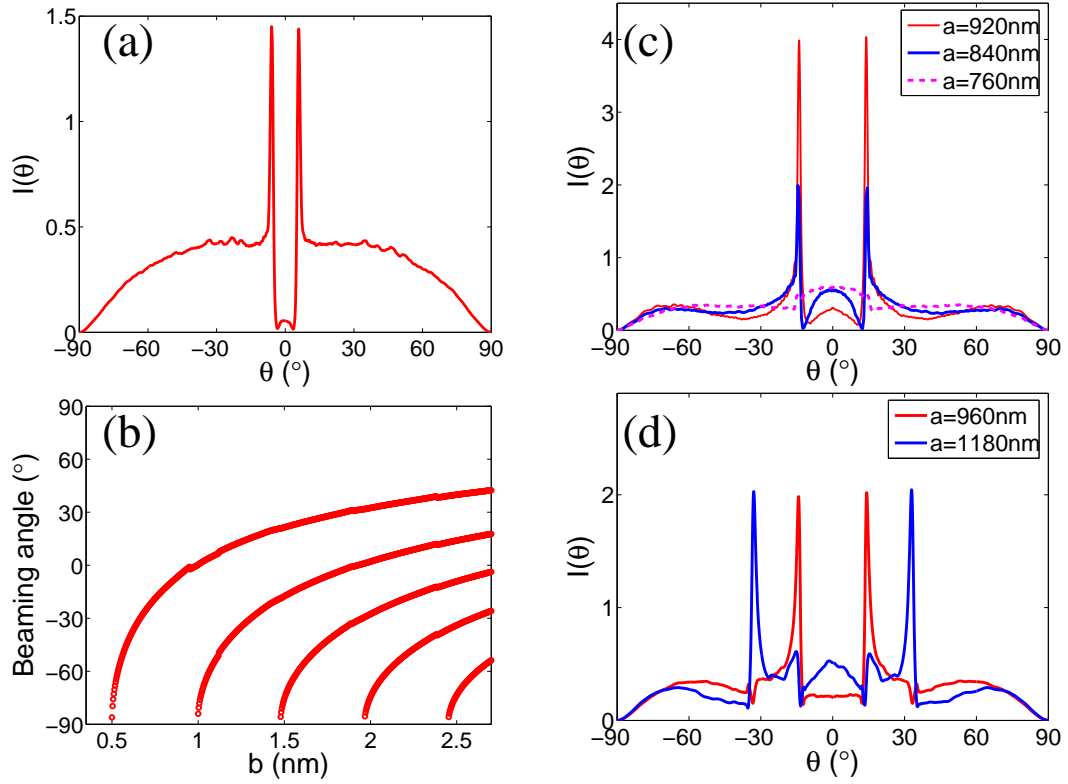 (a)
1.5
1
0.5
0
I(θ)
−90 −60 −30 0 30 60 90
θ (°)
(c)
a=920nm
a=840nm
a=760nm
4
3
2
1
0
I(θ)
−90 −60 −30 0 30 60 90
θ (°)
(b)
90
60
30
0
−30
−60
−90
Beaming angle (°)
0.5 1 1.5 2 2.5
b (nm)
(d)
a=960nm
a=1180nm
2
1
0
I(θ)
−90 −60 −30 0 30 60 90
θ (°)